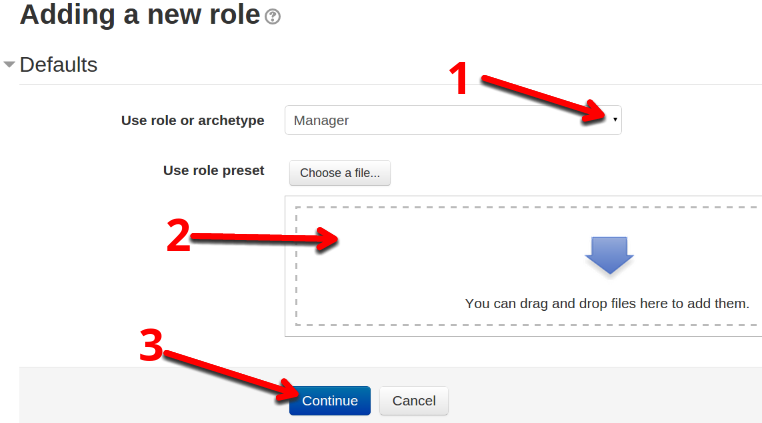 Adding a new role ?
Defaults
1
Use role or archetype Manager
Use role preset Choose a file...
2
You can drag and drop files here to add them.
3
Continue Cancel